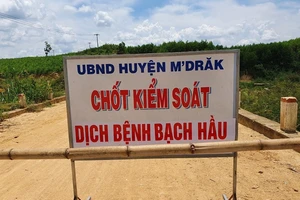 UBND HUYỆN M'DRĂK
CHỐT KIỂM SOÁT
DỊCH BỆNH BẠCH HẦU